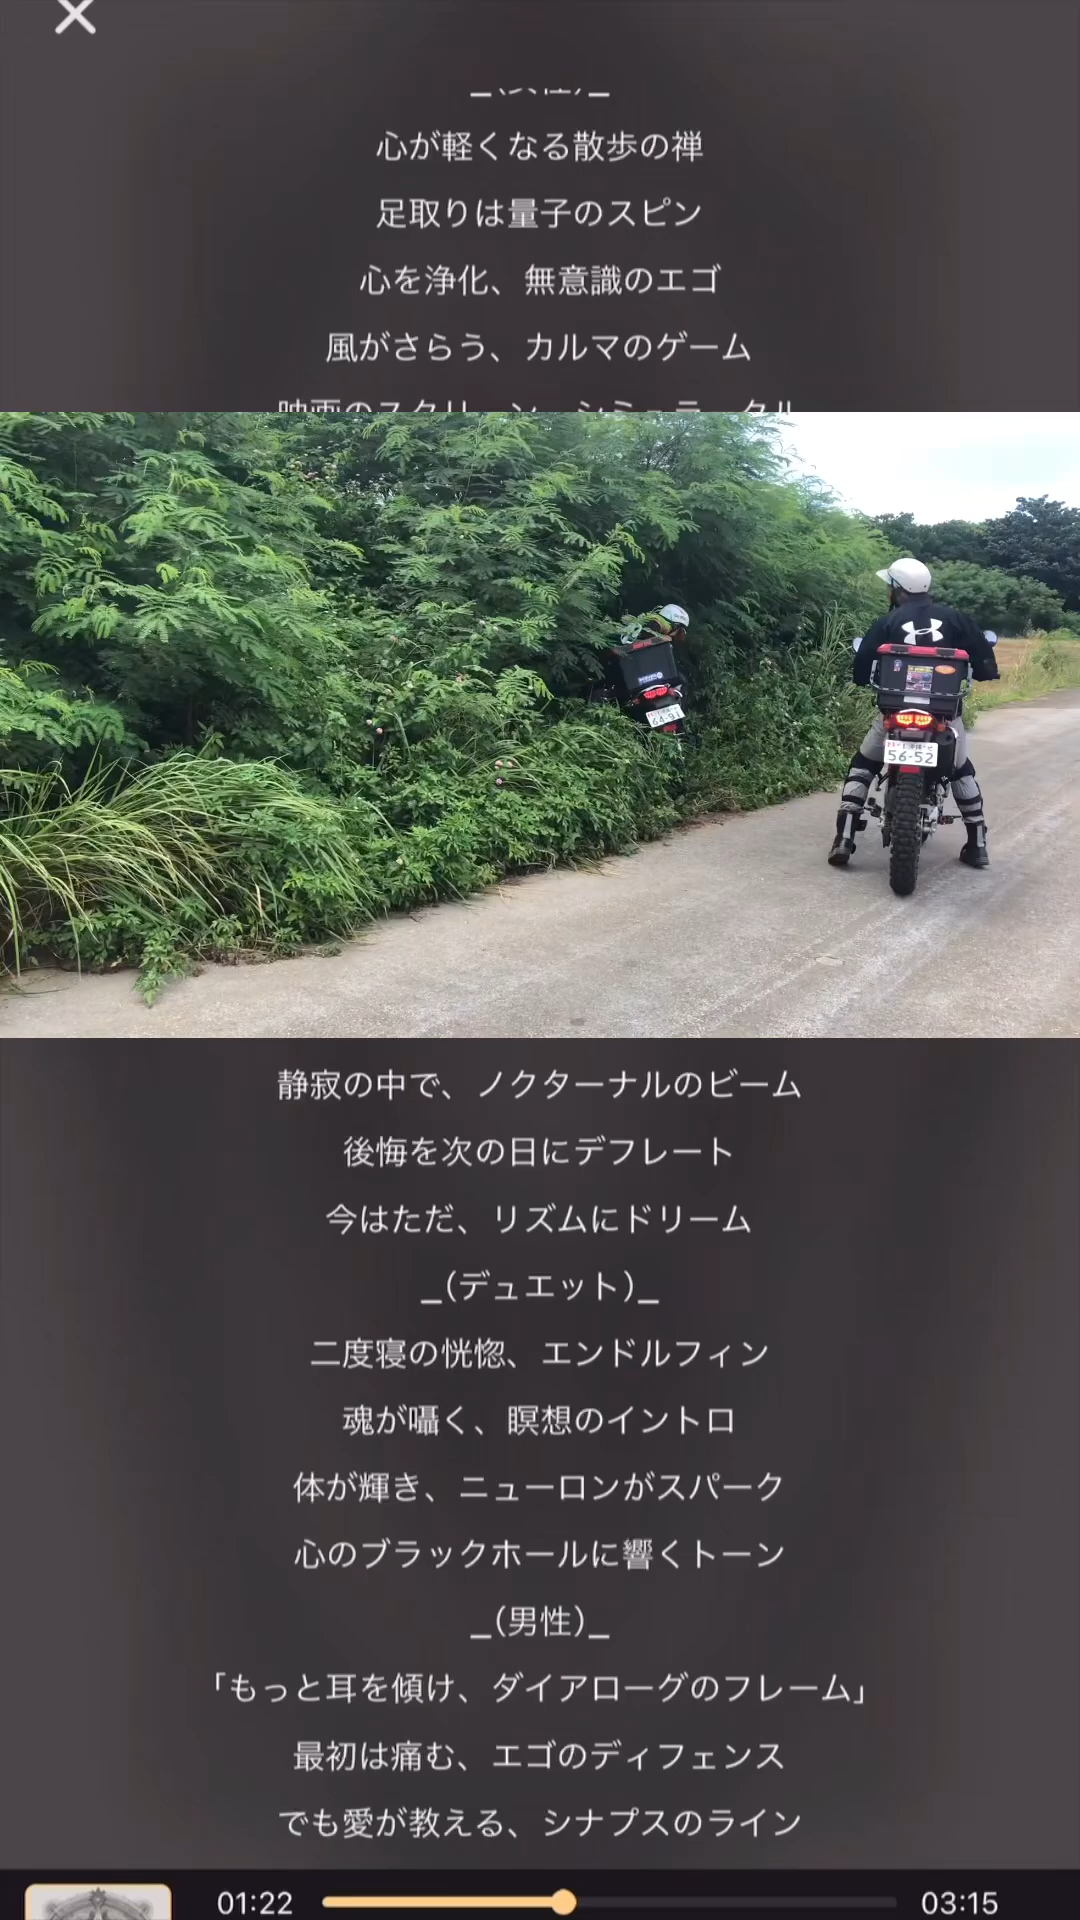 心が軽くなる散歩の禅
足取りは量子のスピン
心を浄化、無意識のエゴ
風がさらう、カルマのゲーム
64-91
56-52
静寂の中で、ノクターナルのビーム
後悔を次の日にデフレート
今はただ、リズムにドリーム
_(デュエット)_
二度寝の恍惚、エンドルフィン
魂が囁く、瞑想のイントロ
体が輝き、ニューロンがスパーク
心のブラックホールに響くトーン
_(男性)_
「もっと耳を傾け、ダイアローグのフレーム」
最初は痛む、エゴのディフェンス
でも愛が教える、シナプスのライン
01:22
03:15